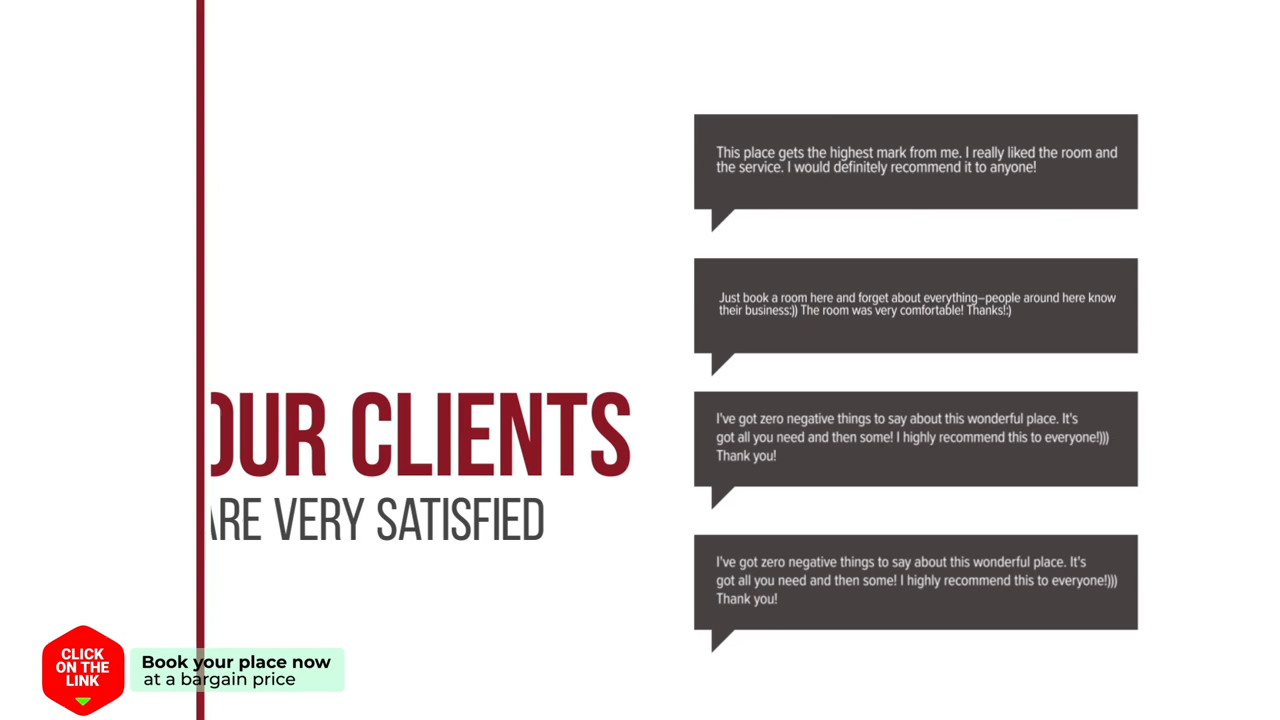 This place gets the highest mark from me. I really liked the room and
the service. I would definitely recommend it to anyone!
Just book a room here and forget about everything–people around here know
their business:)) The room was very comfortable! Thanks!:)
OUR CLIENTS
ARE VERY SATISFIED
I've got zero negative things to say about this wonderful place. It's
got all you need and then some! I highly recommend this to everyone!)))
Thank you!
I've got zero negative things to say about this wonderful place. It's
got all you need and then some! I highly recommend this to everyone!)))
Thank you!
CLICK
ON THE
LINK
Book your place now
at a bargain price